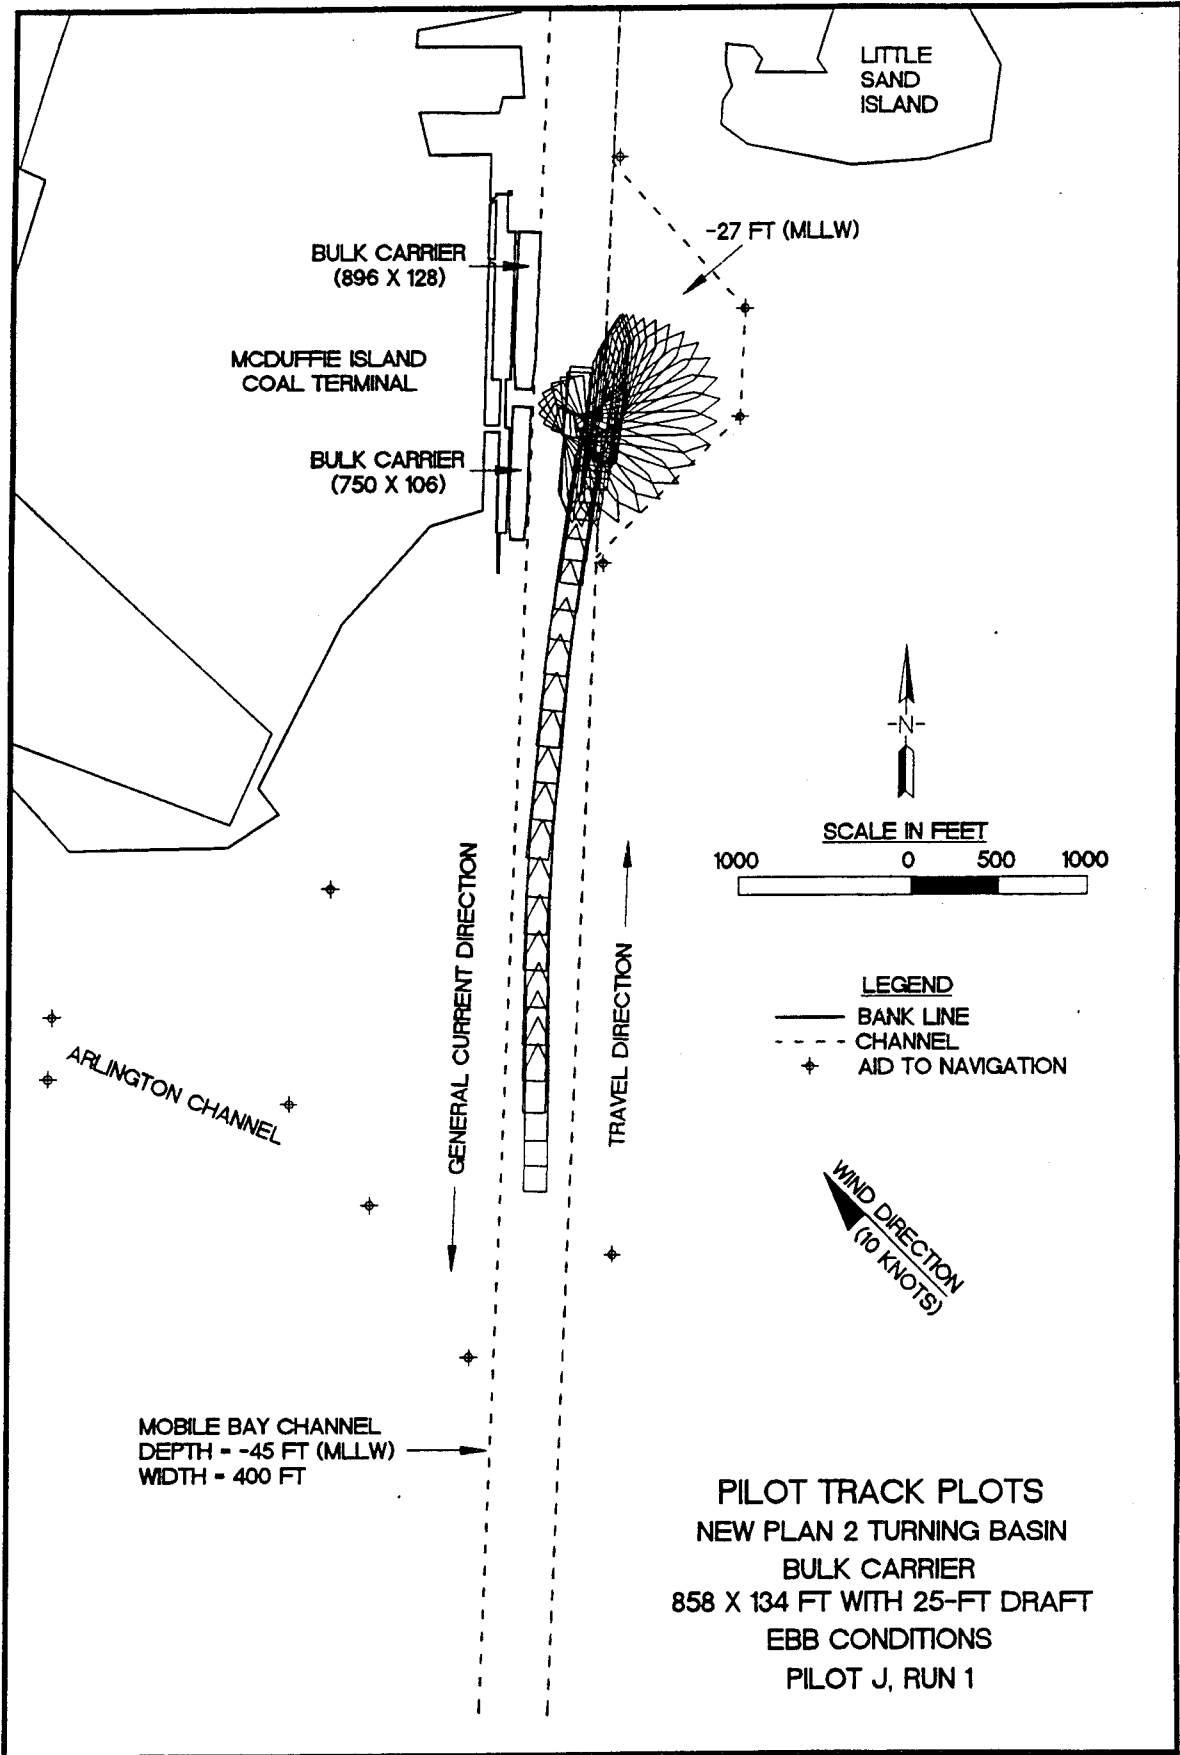 LITTLE
SAND
ISLAND
-27 FT (MLLW)
BULK CARRIER
(896 X 128)
MCDUFFIE ISLAND
COAL TERMINAL
BULK CARRIER
(750 X 106)
-N-
SCALE IN FEET
1000 0 500 1000
GENERAL CURRENT DIRECTION
TRAVEL DIRECTION
LEGEND
BANK LINE
CHANNEL
AID TO NAVIGATION
ARLINGTON CHANNEL
WIND DIRECTION
(10 KNOTS)
MOBILE BAY CHANNEL
DEPTH = -45 FT (MLLW)
WIDTH = 400 FT
PILOT TRACK PLOTS
NEW PLAN 2 TURNING BASIN
BULK CARRIER
858 X 134 FT WITH 25-FT DRAFT
EBB CONDITIONS
PILOT J, RUN 1